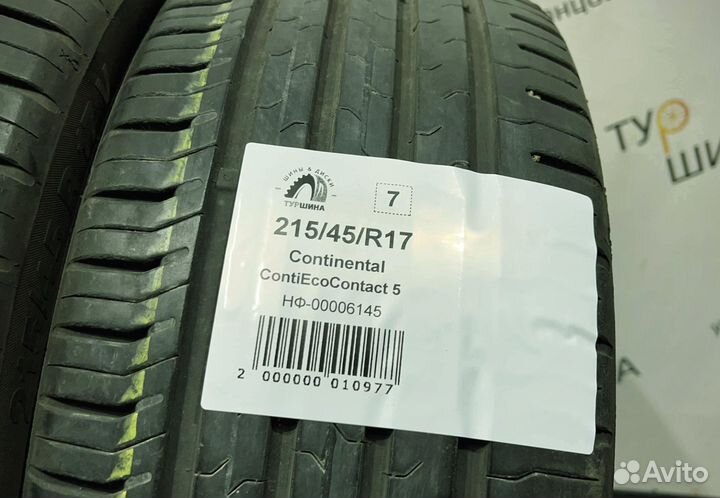 ШИНЫ & ДИСКИ
ТУРШИНА
7
215/45/R17
Continental
ContiEcoContact 5
НФ-00006145
2 000000 010977
ТУР
ШИ
Avito